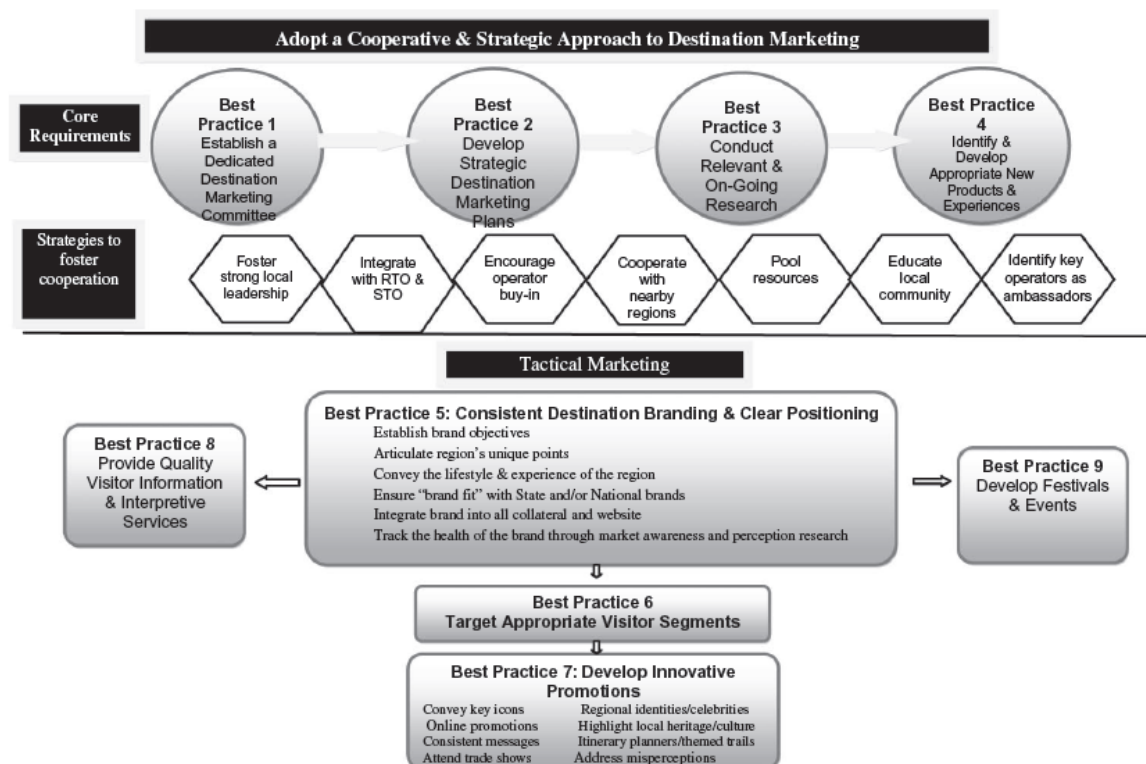 Adopt a Cooperative & Strategic Approach to Destination Marketing
Core
Requirements
Best
Practice 1
Establish a
Dedicated
Destination
Marketing
Committee
Best
Practice 2
Develop
Strategic
Destination
Marketing
Plans
Best
Practice 3
Conduct
Relevant &
On-Going
Research
Best Practice
4
Identify &
Develop
Appropriate New
Products &
Experiences
Strategies to
foster
cooperation
Foster
strong local
leadership
Integrate
with RTO &
STO
Encourage
operator
buy-in
Cooperate
with
nearby
regions
Pool
resources
Educate
local
community
Identify key
operators as
ambassadors
Tactical Marketing
Best Practice 5: Consistent Destination Branding & Clear Positioning
Establish brand objectives
Articulate region's unique points
Convey the lifestyle & experience of the region
Ensure “brand fit” with State and/or National brands
Integrate brand into all collateral and website
Track the health of the brand through market awareness and perception research
Best Practice 8
Provide Quality
Visitor Information
& Interpretive
Services
Best Practice 9
Develop Festivals
& Events
Best Practice 6
Target Appropriate Visitor Segments
Best Practice 7: Develop Innovative
Promotions
Convey key icons
Online promotions
Consistent messages
Attend trade shows
Regional identities/celebrities
Highlight local heritage/culture
Itinerary planners/themed trails
Address misperceptions